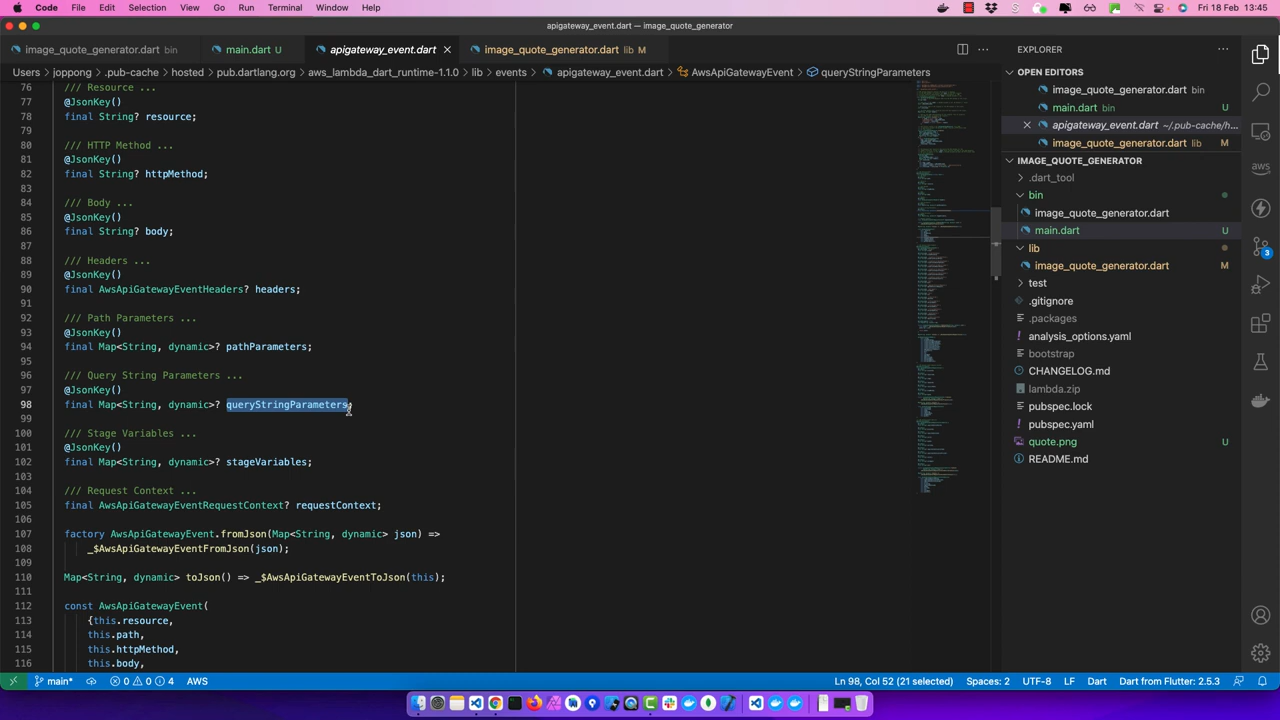 Code File Edit Selection View Go Run Terminal Window Help
Fri 18 Feb 13:45
apigateway_event.dart — image_quote_generator
image_quote_generator.dart bin
main.dart U
apigateway_event.dart
image_quote_generator.dart lib M
EXPLORER
Users > joppong > .pub-cache > hosted > pub.dartlang.org > aws_lambda_dart_runtime-1.1.0 > lib > events > apigateway_event.dart > AwsApiGatewayEvent > queryStringParameters
76 /// Resource ...
77 @JsonKey()
78 final String? resource;
79
80 /// HTTP Method ...
81 @JsonKey()
82 final String? httpMethod;
83
84 /// Body ...
85 @JsonKey()
86 final String? body;
87
88 /// Headers ...
89 @JsonKey()
90 final AwsApiGatewayEventHeaders? headers;
91
92 /// Path Parameters ...
93 @JsonKey()
94 final Map<String, dynamic>? pathParameters;
95
96 /// Query String Parameters ...
97 @JsonKey()
98 final Map<String, dynamic>? queryStringParameters;
99
100 /// Stage Variables ...
101 @JsonKey()
102 final Map<String, dynamic>? stageVariables;
103
104 /// Request Context ...
105 final AwsApiGatewayEventRequestContext? requestContext;
106
107 factory AwsApiGatewayEvent.fromJson(Map<String, dynamic> json) =>
108 _$AwsApiGatewayEventFromJson(json);
109
110 Map<String, dynamic> toJson() => _$AwsApiGatewayEventToJson(this);
111
112 const AwsApiGatewayEvent(
113 {this.resource,
114 this.path,
115 this.httpMethod,
116 this.body,
OPEN EDITORS
image_quote_generator.dart bin
main.dart bin U
apigateway_event.dart ~/.pub-cache/h...
image_quote_generator.dart lib M
IMAGE_QUOTE_GENERATOR
.dart_tool
bin
image_quote_generator.dart
main.dart U
lib
image_quote_generator.dart M
test
.gitignore
.packages
analysis_options.yaml
bootstrap
CHANGELOG.md
lambda.zip
pubspec.lock
pubspec.yaml
quote.png U
README.md
aws
3
main* 0 0 4 AWS
Ln 98, Col 52 (21 selected) Spaces: 2 UTF-8 LF Dart Dart from Flutter: 2.5.3